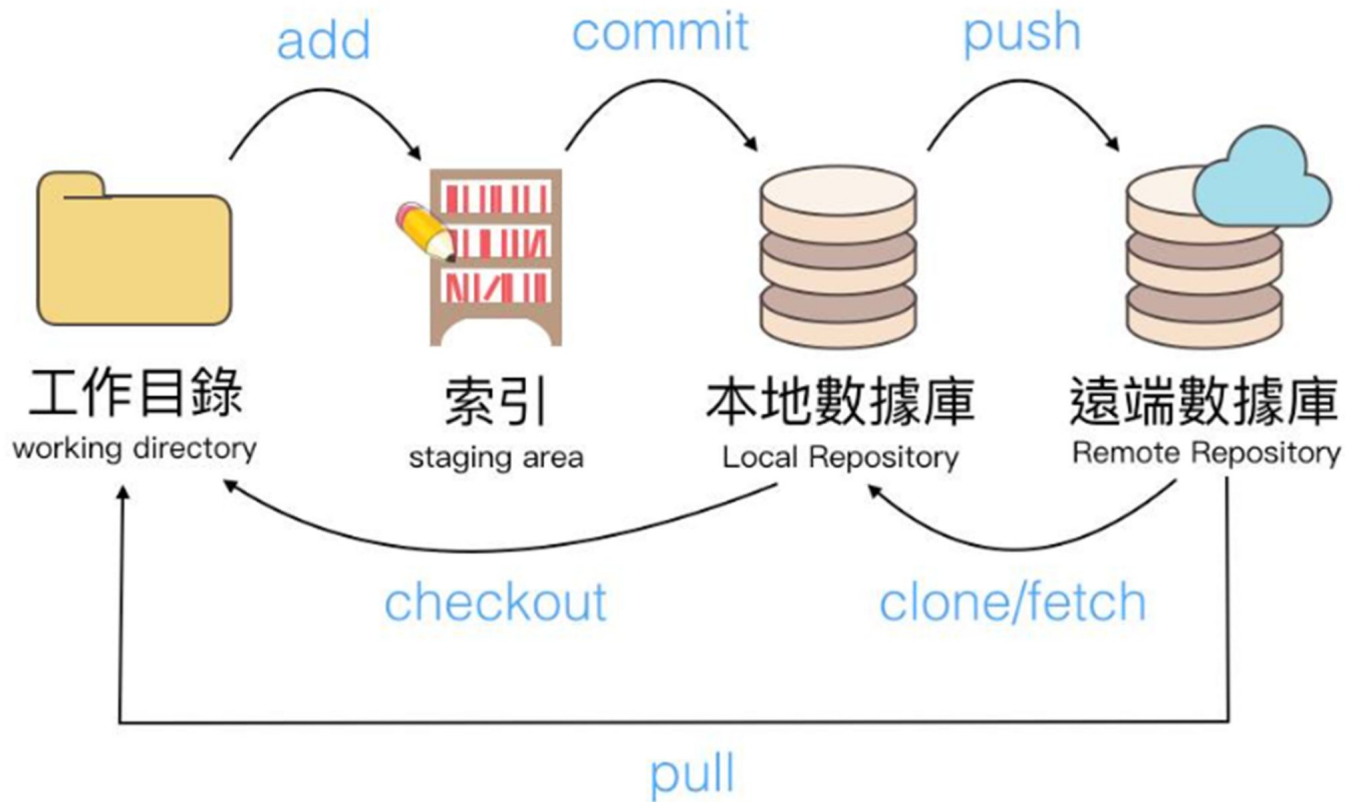 add
commit
push
工作目錄
working directory
索引
staging area
本地數據庫
Local Repository
遠端數據庫
Remote Repository
checkout
clone/fetch
pull